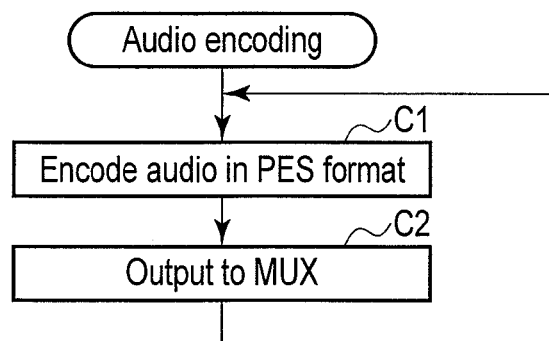 Audio encoding
C1
Encode audio in PES format
C2
Output to MUX